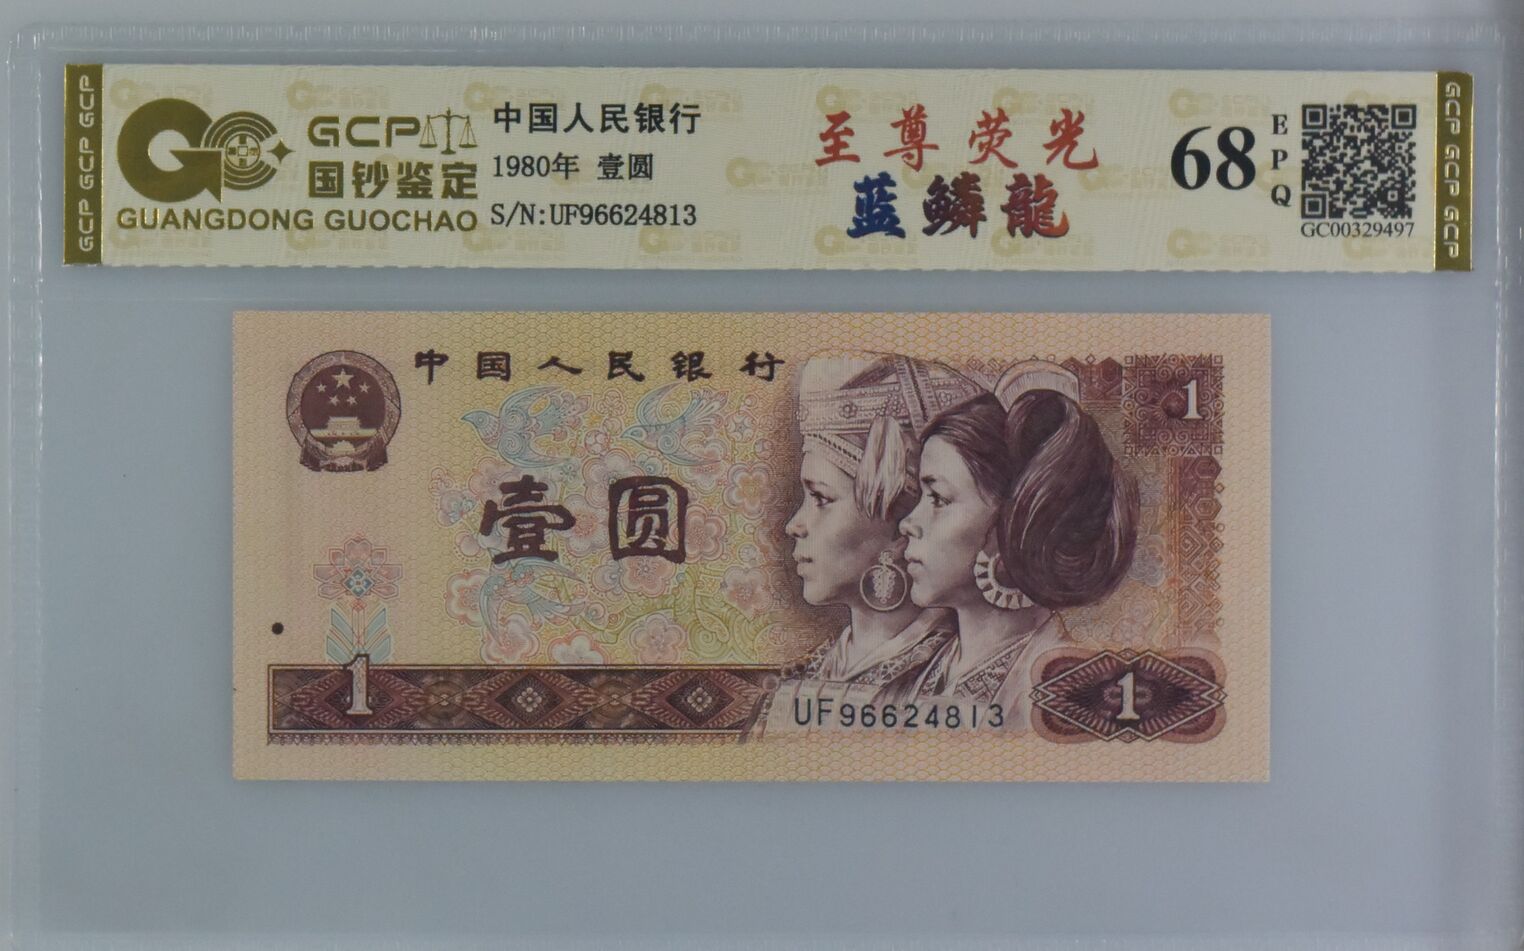 GCP GCP GCP
GCP
国钞鉴定
GUANGDONG GUOCHAO
中国人民银行
1980年 壹圆
S/N:UF96624813
至尊荧光
蓝鳞龍
68
EPQ
GC00329497
GCP GCP GCP
中国人民银行
1
壹圆
1
UF96624813
1